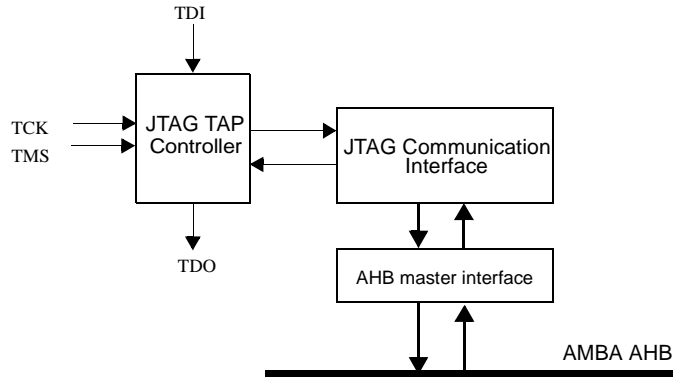 TDI
TCK
TMS
JTAG TAP
Controller
JTAG Communication
Interface
TDO
AHB master interface
AMBA AHB